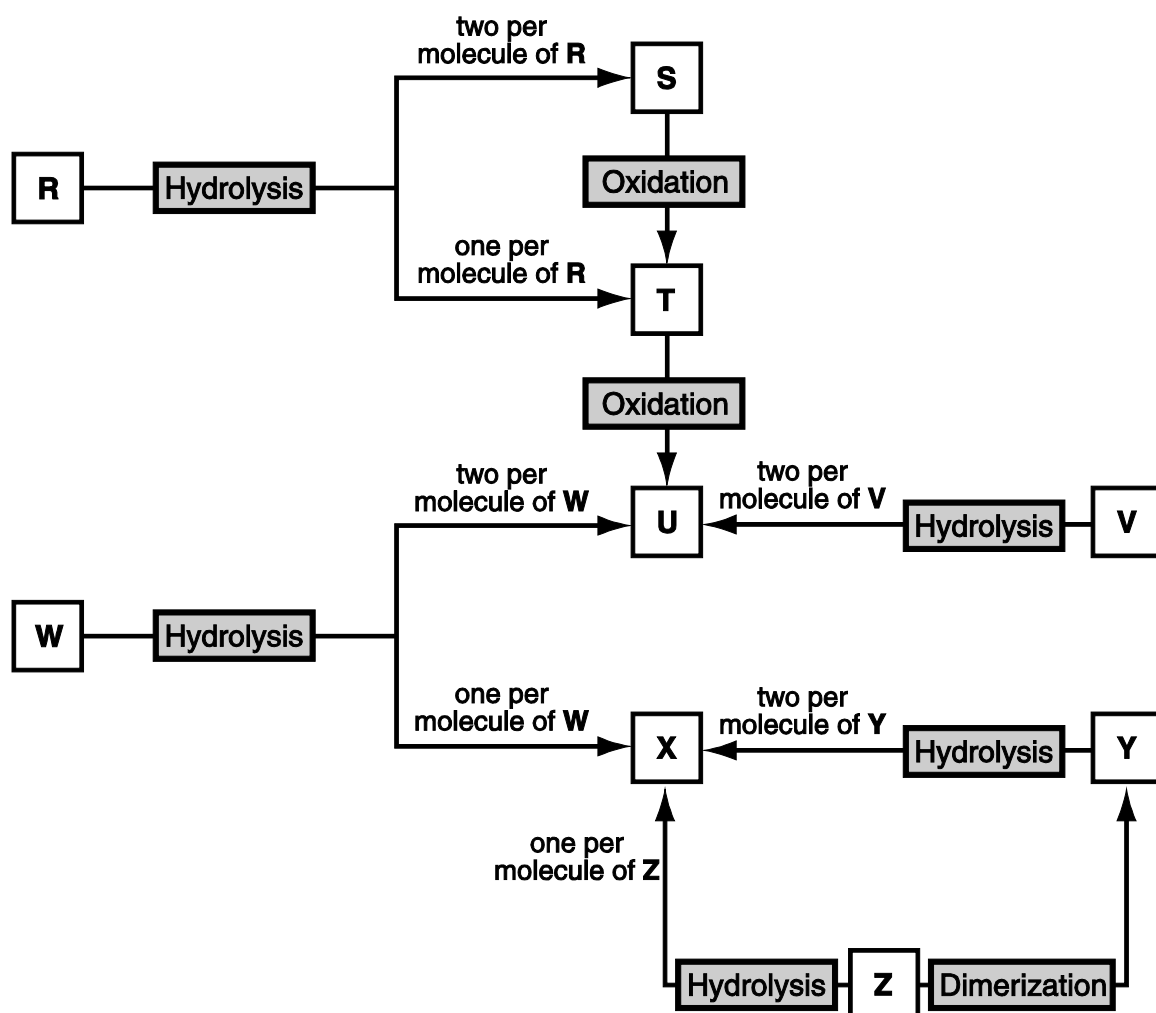 two per
molecule of R
S
R
Hydrolysis
Oxidation
one per
molecule of R
T
Oxidation
two per
molecule of W
U
two per
molecule of V
Hydrolysis
V
W
Hydrolysis
one per
molecule of W
X
two per
molecule of Y
Hydrolysis
Y
one per
molecule of Z
Hydrolysis
Z
Dimerization